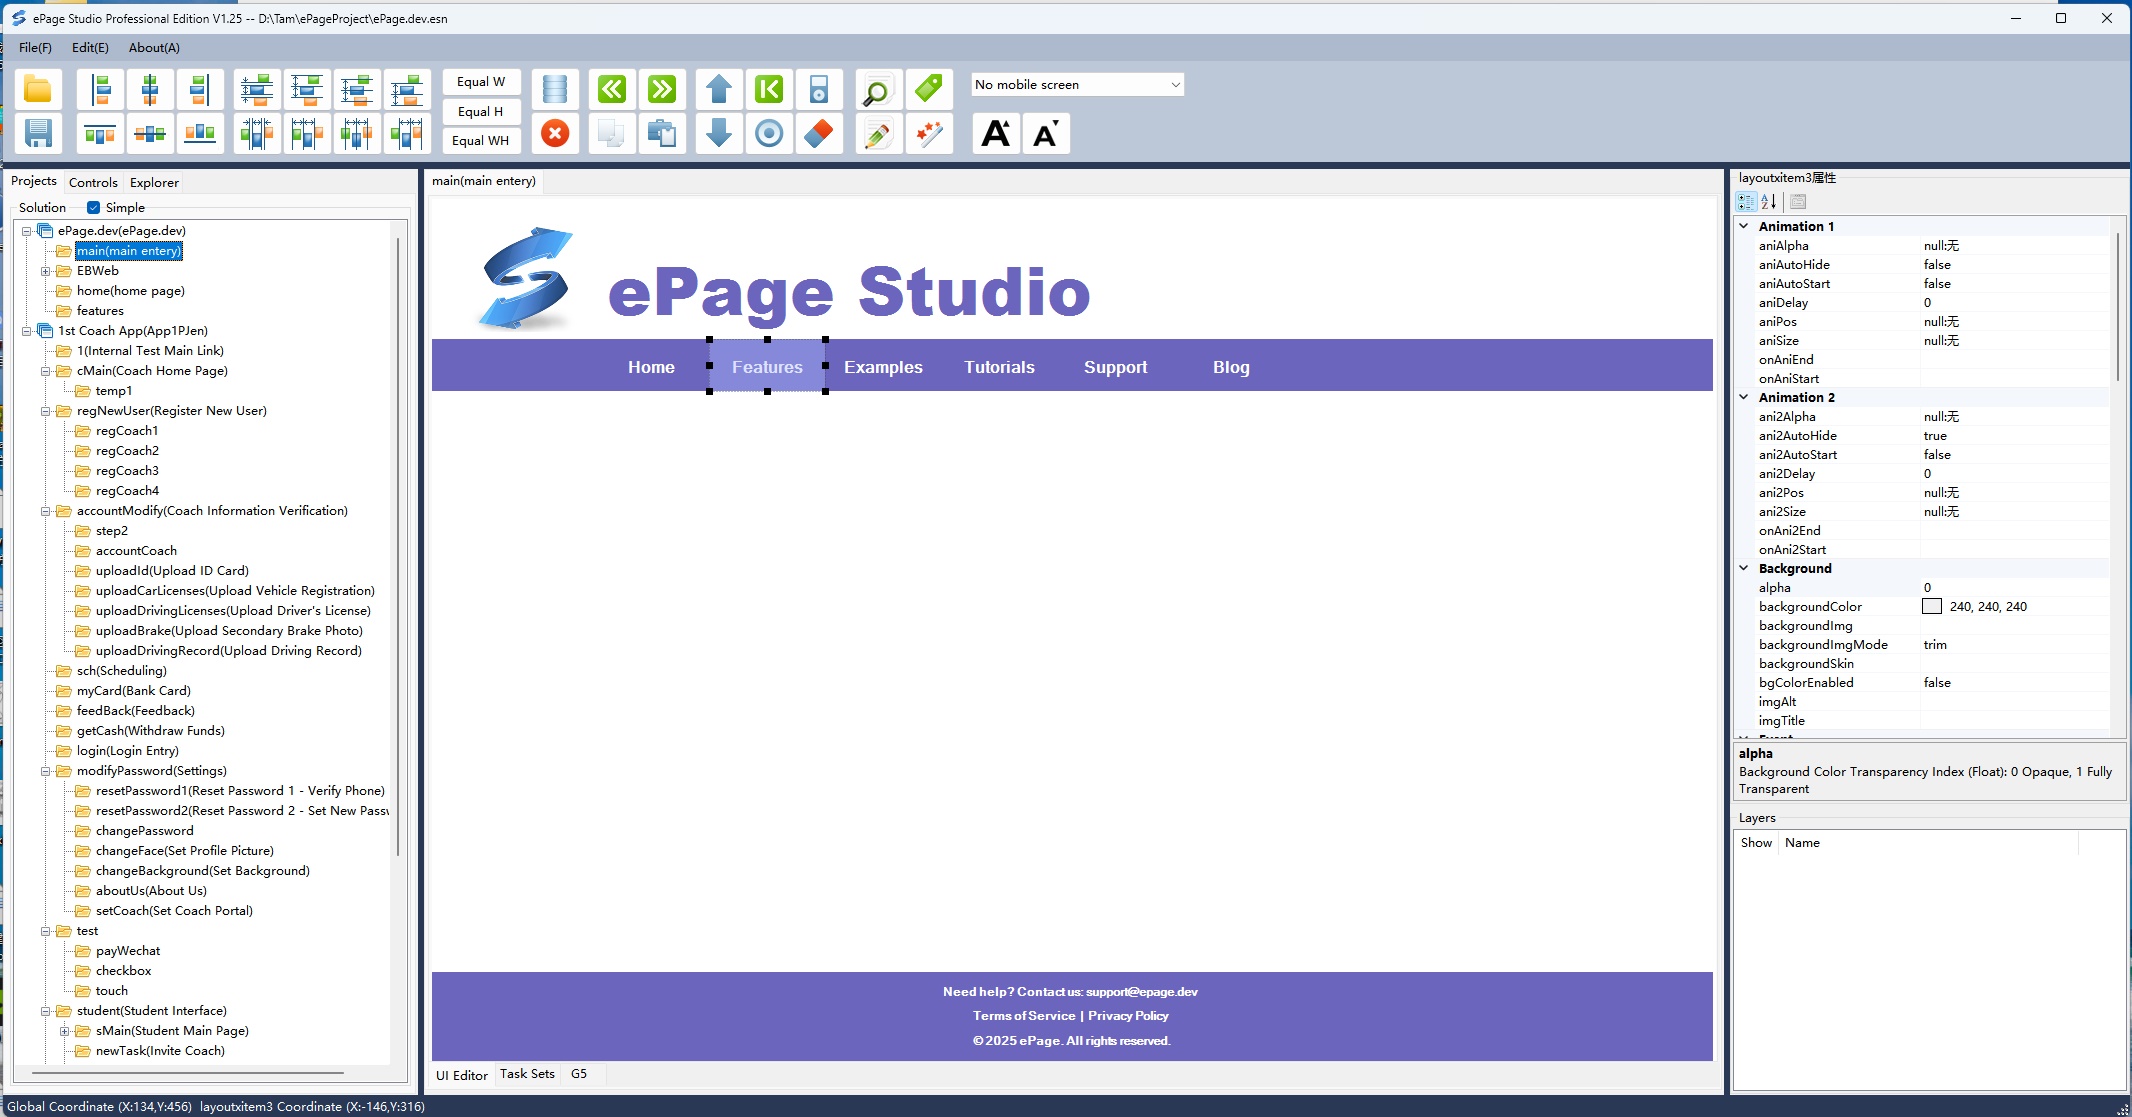 ePage Studio Professional Edition V1.25 -- D:\Tam\ePageProject\ePage.dev.esn
File(F) Edit(E) About(A)
Equal W
Equal H
Equal WH
No mobile screen
A A
Projects Controls Explorer
Solution Simple
ePage.dev(ePage.dev)
main(main entery)
EBWeb
home(home page)
features
1st Coach App(App1PJen)
1(Internal Test Main Link)
cMain(Coach Home Page)
temp1
regNewUser(Register New User)
regCoach1
regCoach2
regCoach3
regCoach4
accountModify(Coach Information Verification)
step2
accountCoach
uploadId(Upload ID Card)
uploadCarLicenses(Upload Vehicle Registration)
uploadDrivingLicenses(Upload Driver's License)
uploadBrake(Upload Secondary Brake Photo)
uploadDrivingRecord(Upload Driving Record)
sch(Scheduling)
myCard(Bank Card)
feedBack(Feedback)
getCash(Withdraw Funds)
login(Login Entry)
modifyPassword(Settings)
resetPassword1(Reset Password 1 - Verify Phone)
resetPassword2(Reset Password 2 - Set New Passw
changePassword
changeFace(Set Profile Picture)
changeBackground(Set Background)
aboutUs(About Us)
setCoach(Set Coach Portal)
test
payWechat
checkbox
touch
student(Student Interface)
sMain(Student Main Page)
newTask(Invite Coach)
main(main entery)
ePage Studio
Home Features Examples Tutorials Support Blog
Need help? Contact us: support@epage.dev
Terms of Service | Privacy Policy
© 2025 ePage. All rights reserved.
UI Editor Task Sets G5
layoutxitem3属性
Animation 1
aniAlpha null:无
aniAutoHide false
aniAutoStart false
aniDelay 0
aniPos null:无
aniSize null:无
onAniEnd
onAniStart
Animation 2
ani2Alpha null:无
ani2AutoHide true
ani2AutoStart false
ani2Delay 0
ani2Pos null:无
ani2Size null:无
onAni2End
onAni2Start
Background
alpha 0
backgroundColor 240, 240, 240
backgroundImg
backgroundImgMode trim
backgroundSkin
bgColorEnabled false
imgAlt
imgTitle
alpha
Background Color Transparency Index (Float): 0 Opaque, 1 Fully
Transparent
Layers
Show Name
Global Coordinate (X:134,Y:456) layoutxitem3 Coordinate (X:-146,Y:316)